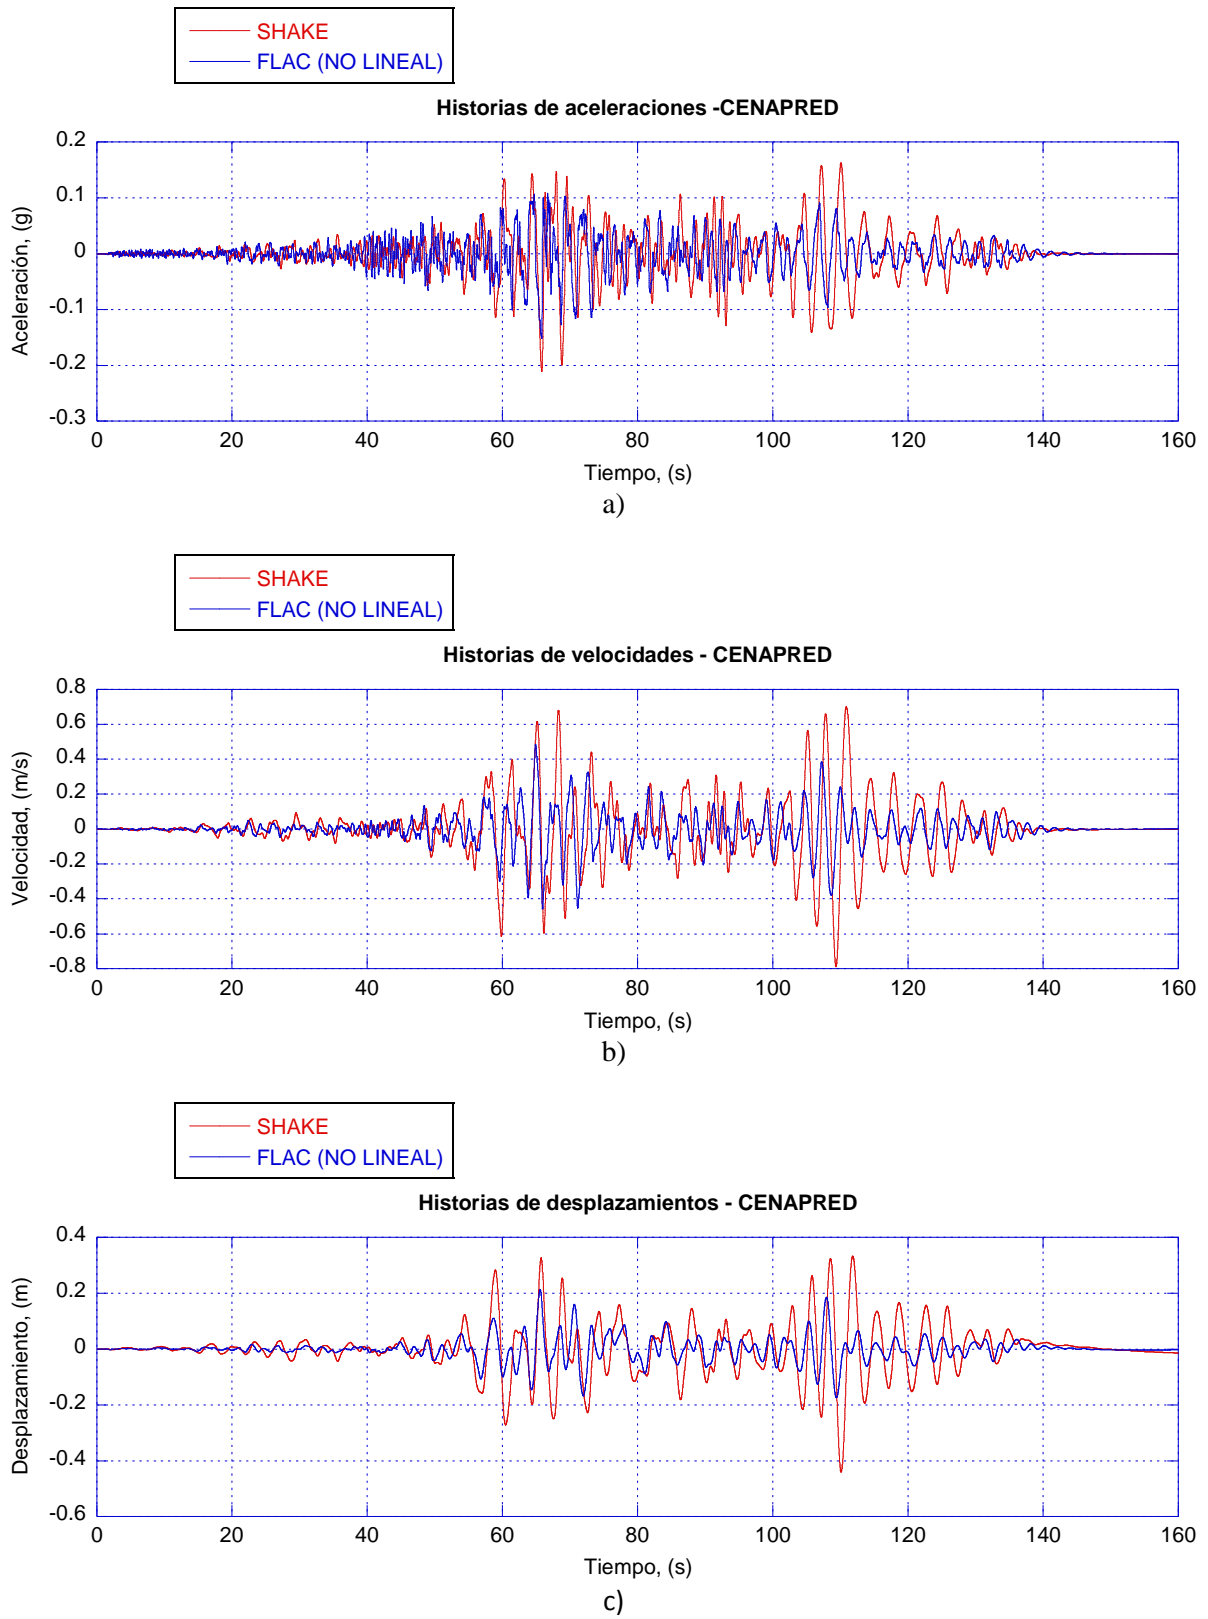 SHAKE
FLAC (NO LINEAL)
Historias de aceleraciones -CENAPRED
0.2
0.1
0
-0.1
-0.2
-0.3
Aceleración, (g)
0 20 40 60 80 100 120 140 160
Tiempo, (s)
a)
SHAKE
FLAC (NO LINEAL)
Historias de velocidades - CENAPRED
0.8
0.6
0.4
0.2
0
-0.2
-0.4
-0.6
-0.8
Velocidad, (m/s)
0 20 40 60 80 100 120 140 160
Tiempo, (s)
b)
SHAKE
FLAC (NO LINEAL)
Historias de desplazamientos - CENAPRED
0.4
0.2
0
-0.2
-0.4
-0.6
Desplazamiento, (m)
0 20 40 60 80 100 120 140 160
Tiempo, (s)
c)